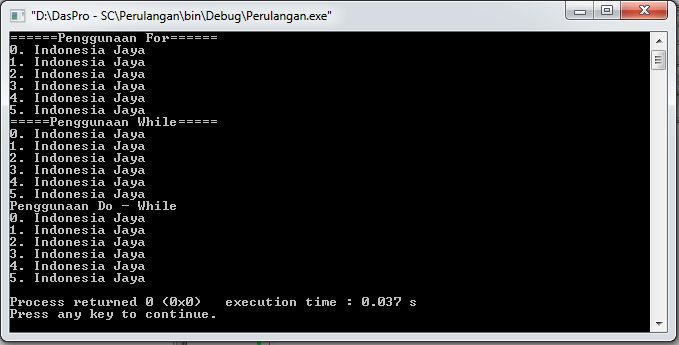 "D:\DasPro - SC\Perulangan\bin\Debug\Perulangan.exe"
======Penggunaan For======
0. Indonesia Jaya
1. Indonesia Jaya
2. Indonesia Jaya
3. Indonesia Jaya
4. Indonesia Jaya
5. Indonesia Jaya
=====Penggunaan While=====
0. Indonesia Jaya
1. Indonesia Jaya
2. Indonesia Jaya
3. Indonesia Jaya
4. Indonesia Jaya
5. Indonesia Jaya
Penggunaan Do - While
0. Indonesia Jaya
1. Indonesia Jaya
2. Indonesia Jaya
3. Indonesia Jaya
4. Indonesia Jaya
5. Indonesia Jaya
Process returned 0 (0x0)   execution time : 0.037 s
Press any key to continue.